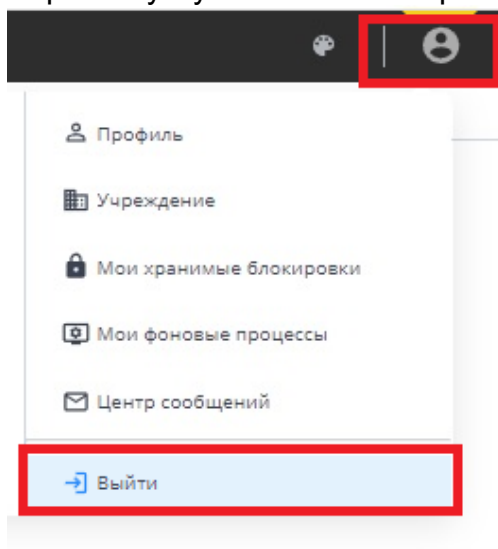 Профиль
Учреждение
Мои хранимые блокировки
Мои фоновые процессы
Центр сообщений
Выйти